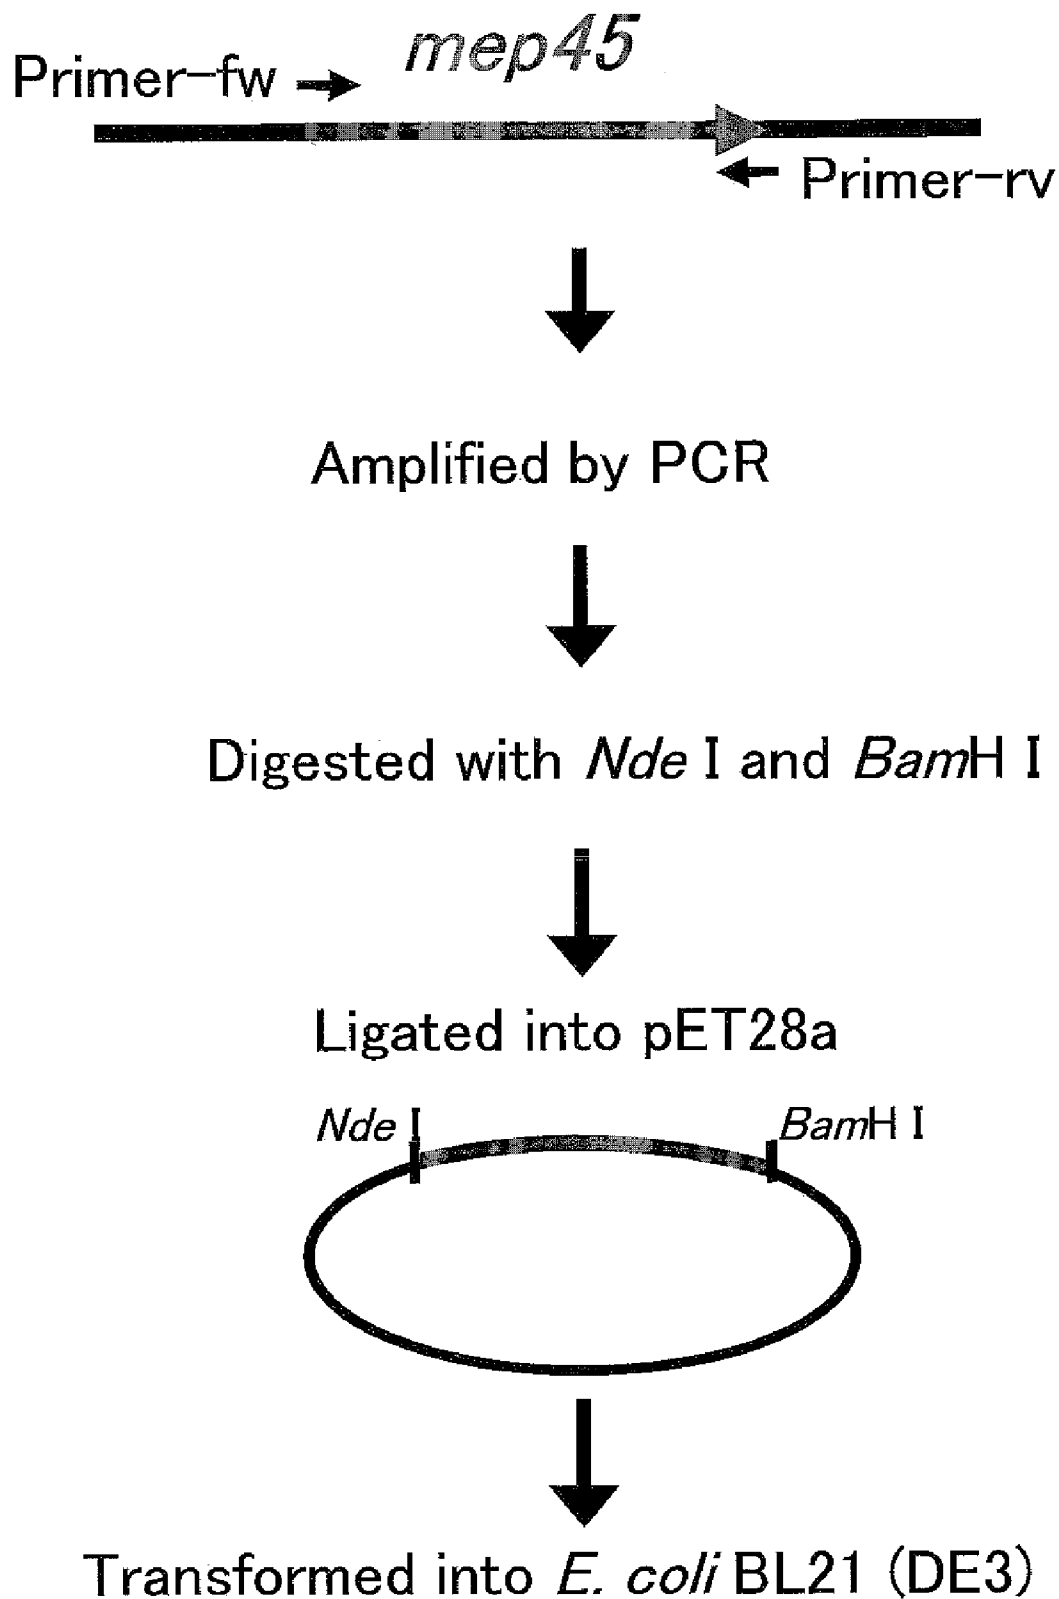 mep45
Primer-fw
Primer-rv
Amplified by PCR
Digested with Nde I and BamH I
Ligated into pET28a
Nde I
BamH I
Transformed into E. coli BL21 (DE3)